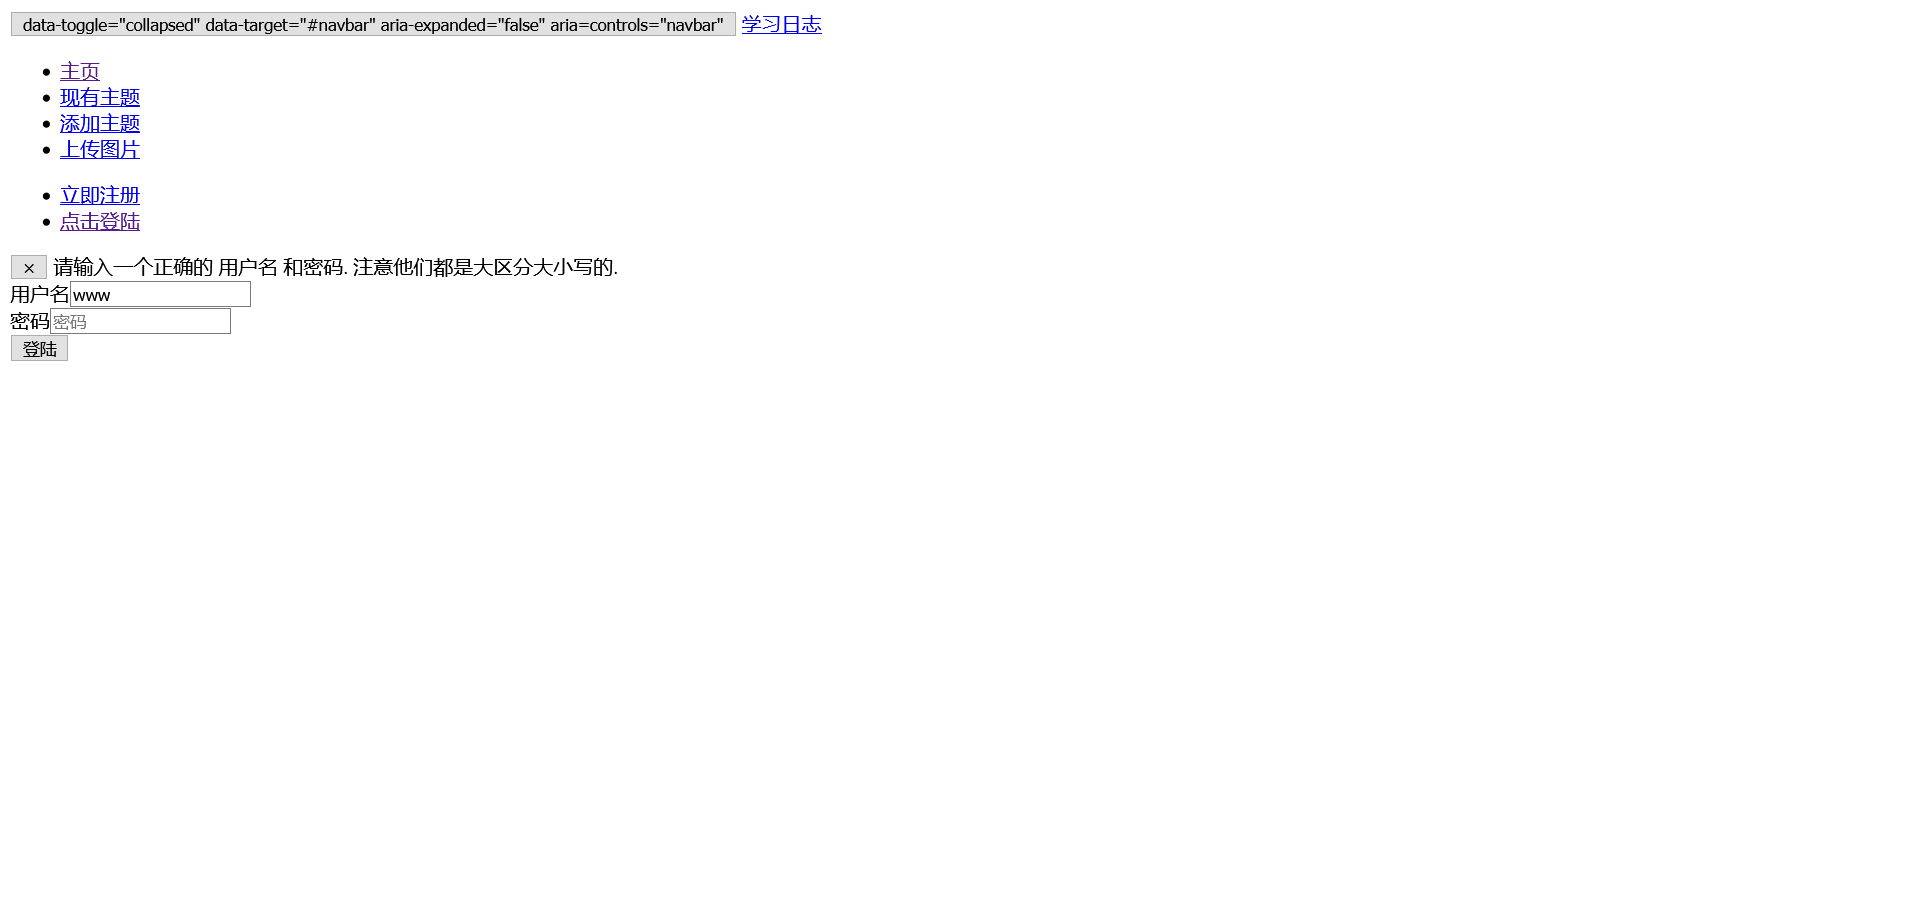 data-toggle="collapsed" data-target="#navbar" aria-expanded="false" aria=controls="navbar" 学习日志
主页
现有主题
添加主题
上传图片
立即注册
点击登陆
× 请输入一个正确的 用户名 和密码. 注意他们都是大区分大小写的.
用户名 www
密码 密码
登陆